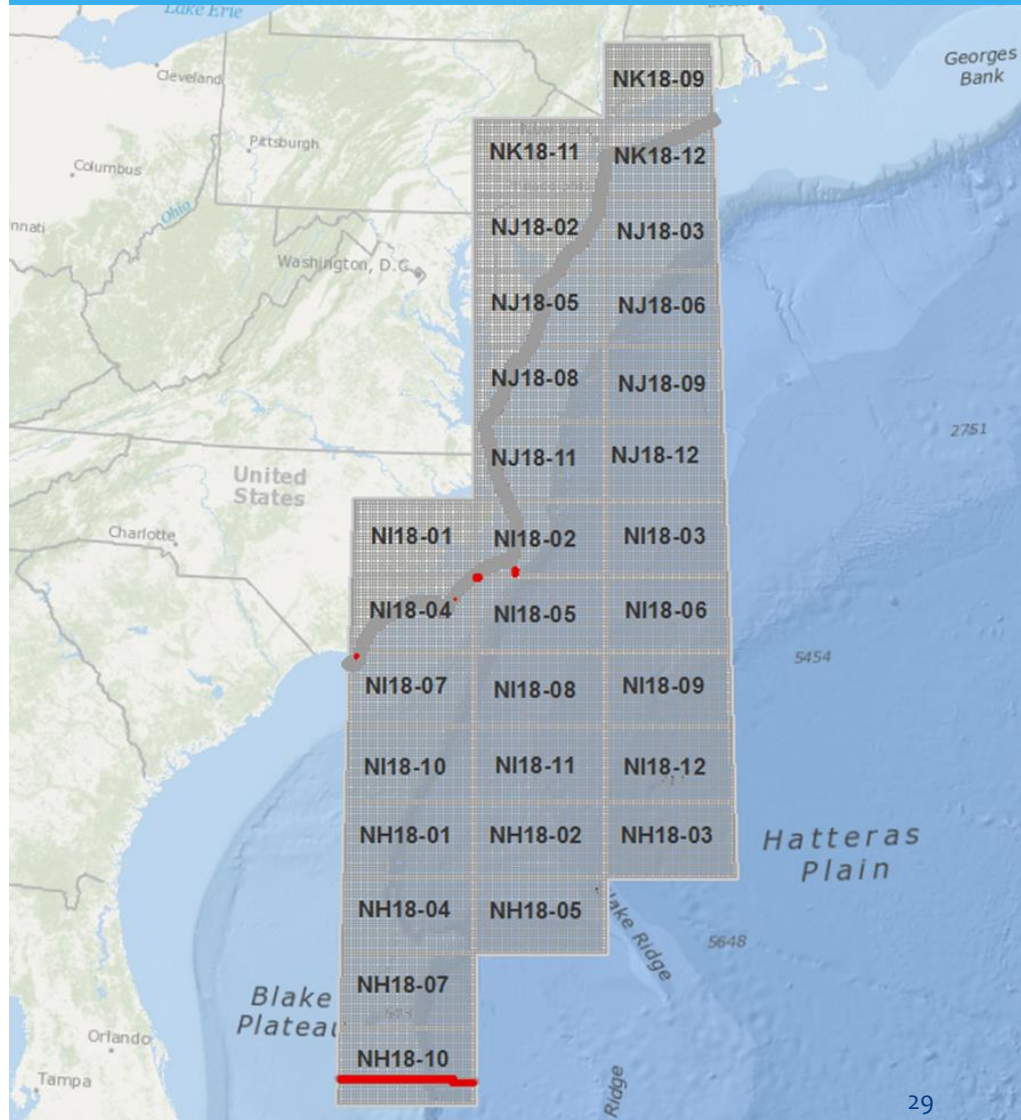 Lake Erie
Georges
Bank
NK18-09
Cleveland
Pittsburgh
NK18-11
NK18-12
Columbus
Ohio
nnati
NJ18-02
NJ18-03
Washington, D.C.
NJ18-05
NJ18-06
NJ18-08
NJ18-09
2751
NJ18-11
NJ18-12
United
States
Charlotte
NI18-01
NI18-02
NI18-03
NI18-04
NI18-05
NI18-06
5454
NI18-07
NI18-08
NI18-09
NI18-10
NI18-11
NI18-12
NH18-01
NH18-02
NH18-03
Hatteras
Plain
NH18-04
NH18-05
lake Ridge
5648
NH18-07
Blake
Plateau
Orlando
NH18-10
Tampa
Ridge
29